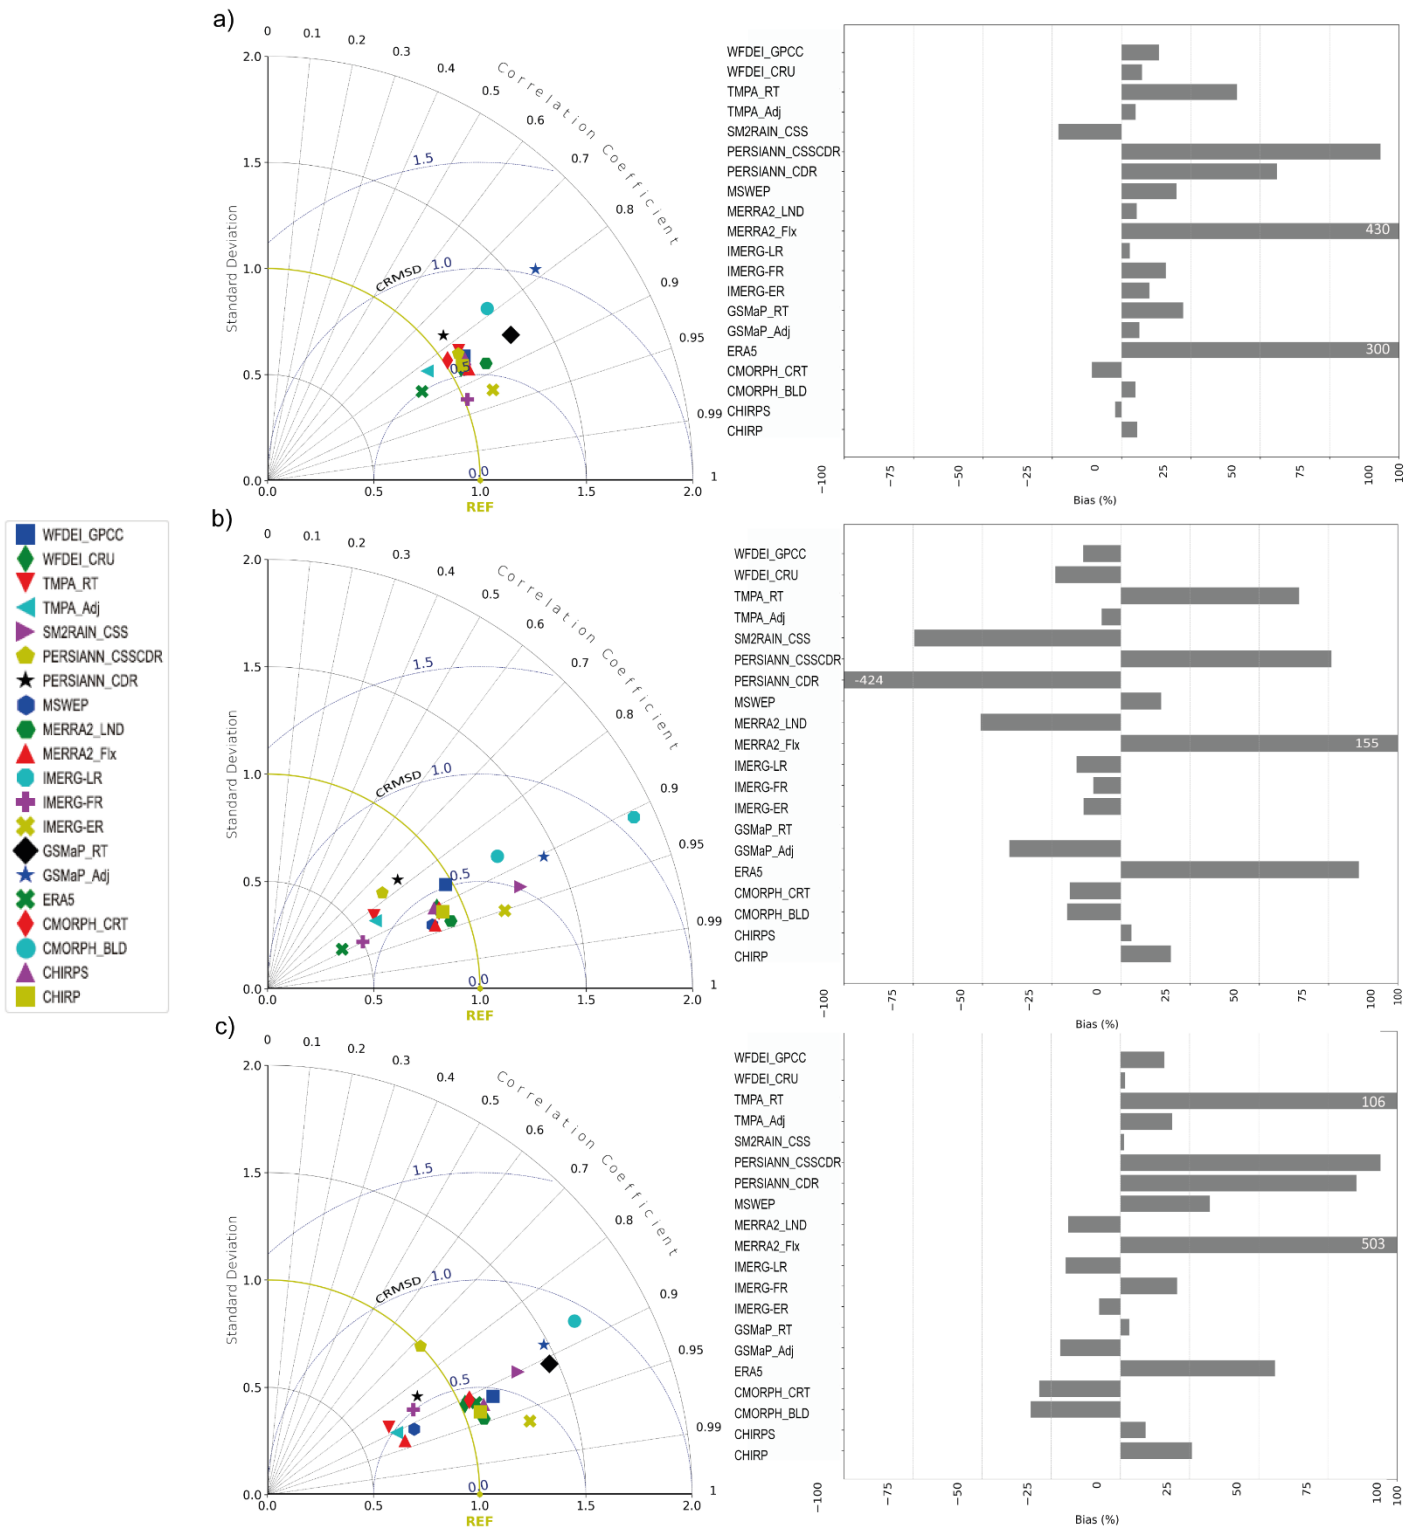 a)
0
0.1
0.2
0.3
0.4
0.5
0.6
0.7
0.8
0.9
0.95
0.99
1
Correlation Coefficient
Standard Deviation
2.0
1.5
1.0
0.5
0.0
1.5
1.0
CRMSD
0.5
0.0
0.0
0.5
1.0
1.5
2.0
REF
WFDEI_GPCC
WFDEI_CRU
TMPA_RT
TMPA_Adj
SM2RAIN_CSS
PERSIANN_CSSCDR
PERSIANN_CDR
MSWEP
MERRA2_LND
MERRA2_Flx
430
IMERG-LR
IMERG-FR
IMERG-ER
GSMaP_RT
GSMaP_Adj
ERA5
300
CMORPH_CRT
CMORPH_BLD
CHIRPS
CHIRP
−100
−75
−50
−25
0
25
50
75
100
Bias (%)
WFDEI_GPCC
WFDEI_CRU
TMPA_RT
TMPA_Adj
SM2RAIN_CSS
PERSIANN_CSSCDR
PERSIANN_CDR
MSWEP
MERRA2_LND
MERRA2_Flx
IMERG-LR
IMERG-FR
IMERG-ER
GSMaP_RT
GSMaP_Adj
ERA5
CMORPH_CRT
CMORPH_BLD
CHIRPS
CHIRP
b)
0
0.1
0.2
0.3
0.4
0.5
0.6
0.7
0.8
0.9
0.95
0.99
1
Correlation Coefficient
Standard Deviation
2.0
1.5
1.0
0.5
0.0
1.5
1.0
CRMSD
0.5
0.0
0.0
0.5
1.0
1.5
2.0
REF
WFDEI_GPCC
WFDEI_CRU
TMPA_RT
TMPA_Adj
SM2RAIN_CSS
PERSIANN_CSSCDR
PERSIANN_CDR
-424
MSWEP
MERRA2_LND
MERRA2_Flx
155
IMERG-LR
IMERG-FR
IMERG-ER
GSMaP_RT
GSMaP_Adj
ERA5
CMORPH_CRT
CMORPH_BLD
CHIRPS
CHIRP
−100
−75
−50
−25
0
25
50
75
100
Bias (%)
c)
0
0.1
0.2
0.3
0.4
0.5
0.6
0.7
0.8
0.9
0.95
0.99
1
Correlation Coefficient
Standard Deviation
2.0
1.5
1.0
0.5
0.0
1.5
1.0
CRMSD
0.5
0.0
0.0
0.5
1.0
1.5
2.0
REF
WFDEI_GPCC
WFDEI_CRU
TMPA_RT
106
TMPA_Adj
SM2RAIN_CSS
PERSIANN_CSSCDR
PERSIANN_CDR
MSWEP
MERRA2_LND
MERRA2_Flx
503
IMERG-LR
IMERG-FR
IMERG-ER
GSMaP_RT
GSMaP_Adj
ERA5
CMORPH_CRT
CMORPH_BLD
CHIRPS
CHIRP
−100
−75
−50
−25
0
25
50
75
100
100
Bias (%)